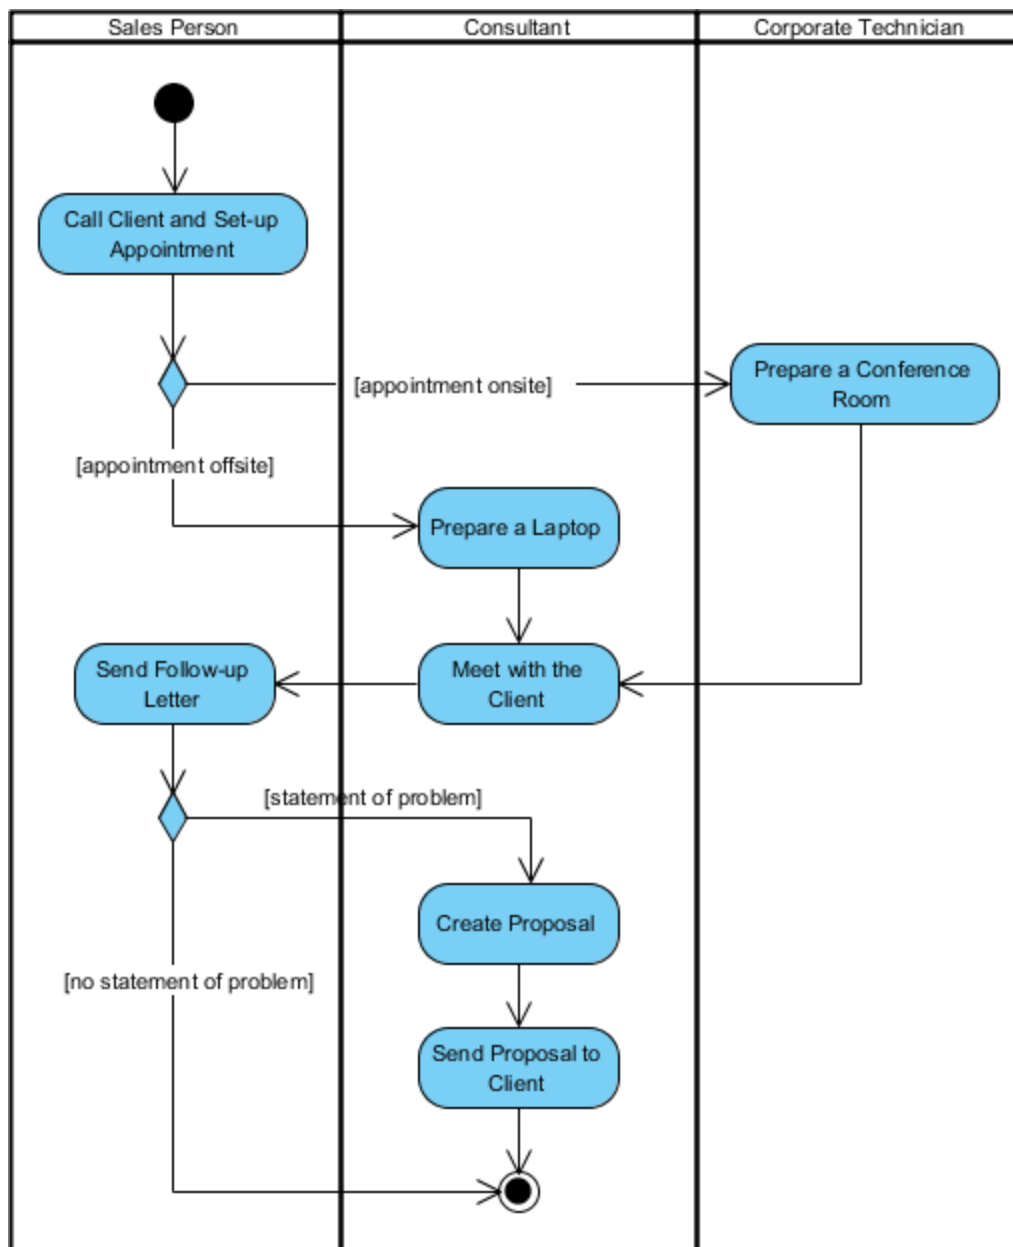 Sales Person
Consultant
Corporate Technician
Call Client and Set-up
Appointment
[appointment onsite]
Prepare a Conference
Room
[appointment offsite]
Prepare a Laptop
Send Follow-up
Letter
Meet with the
Client
[statement of problem]
Create Proposal
[no statement of problem]
Send Proposal to
Client